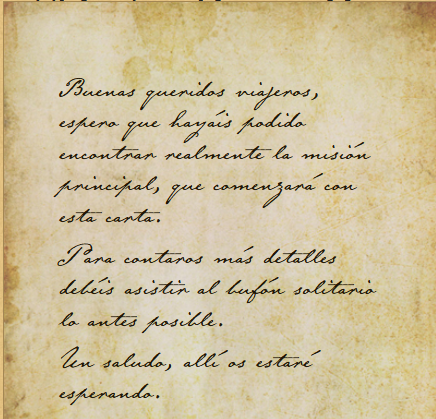 Buenas queridos viajeros,
espero que hayáis podido
encontrar realmente la misión
principal, que comenzará con
esta carta.
Para contaros más detalles
debéis asistir al bufón solitario
lo antes posible.
Un saludo, allí os estaré
esperando.